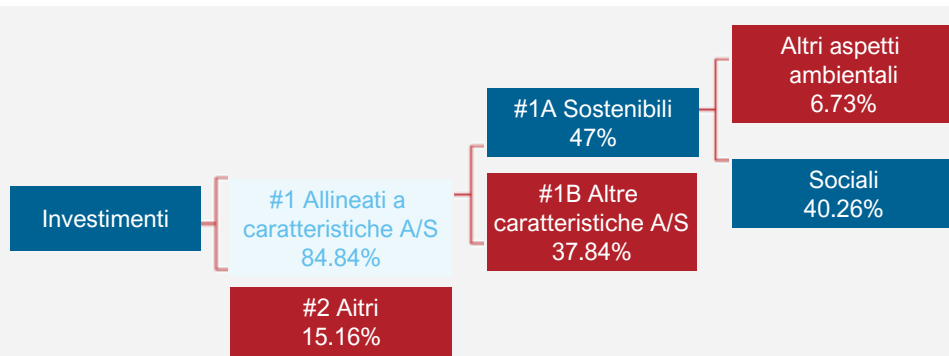 Investimenti
#1 Allineati a
caratteristiche A/S
84.84%
#2 Aitri
15.16%
#1A Sostenibili
47%
#1B Altre
caratteristiche A/S
37.84%
Altri aspetti
ambientali
6.73%
Sociali
40.26%